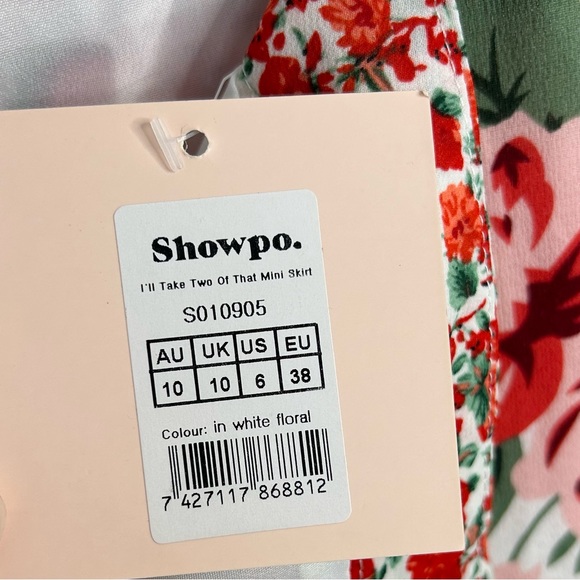 Showpo.
I'll Take Two Of That Mini Skirt
S010905
AU UK US EU
10 10 6 38
Colour: in white floral
7 427117 868812